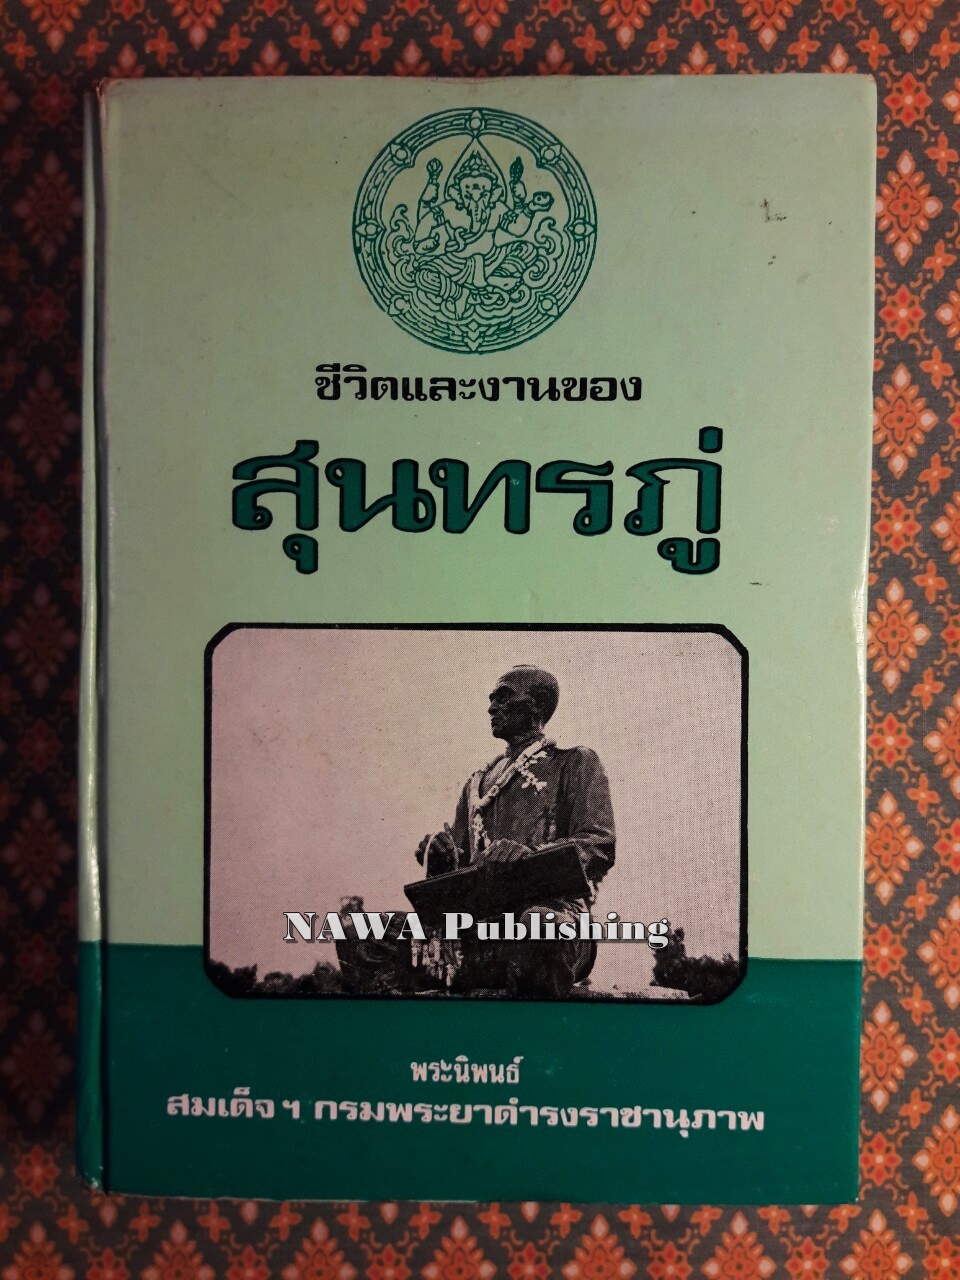 ชีวิตและงานของ
สุนทรภู่
NAWA Publishing
พระนิพนธ์
สมเด็จฯ กรมพระยาดำรงราชานุภาพ